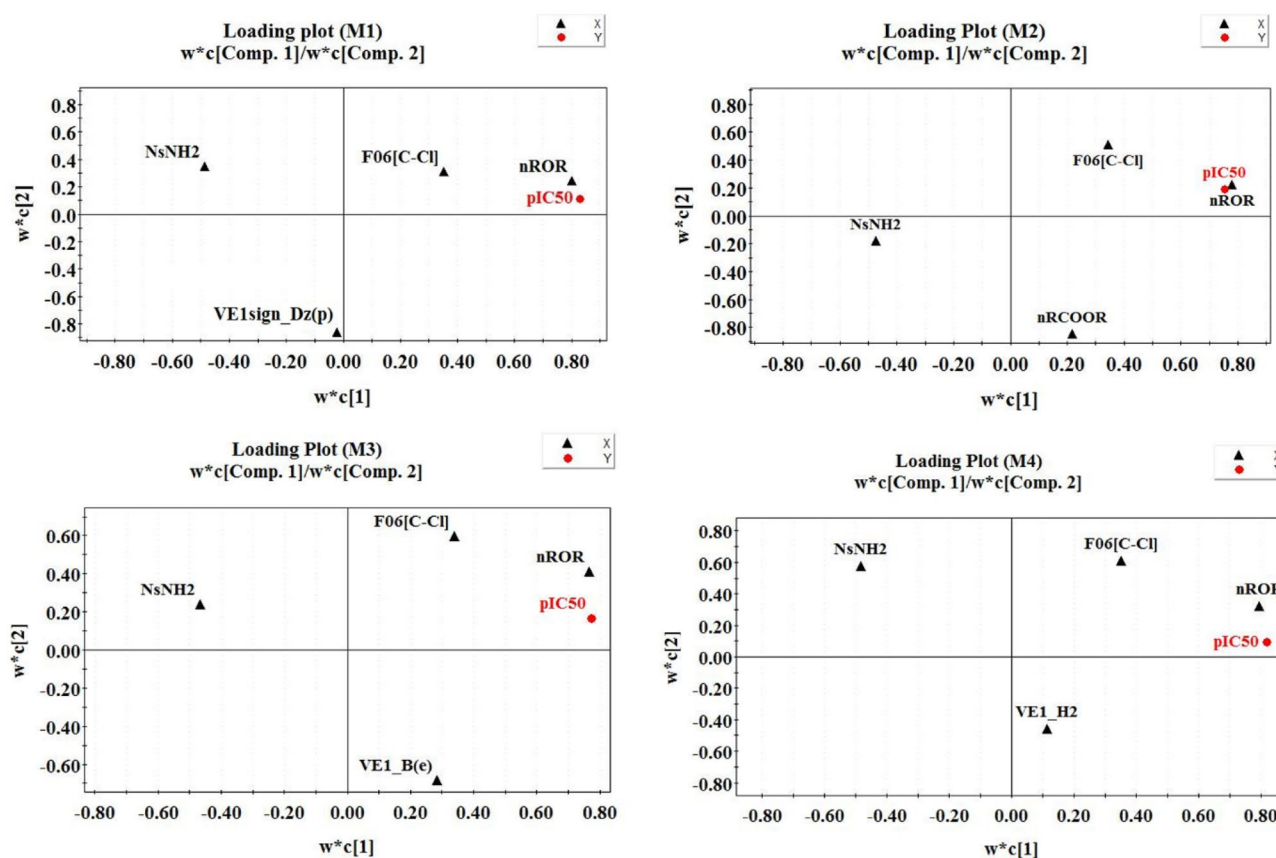 Loading plot (M1)
w*c[Comp. 1]/w*c[Comp. 2]
X
Y
0.8
0.6
0.4
0.2
0.0
-0.2
-0.4
-0.6
-0.8
w*c[2]
NsNH2
F06[C-Cl]
nROR
pIC50
VE1sign_Dz(p)
-0.80 -0.60 -0.40 -0.20 0.00 0.20 0.40 0.60 0.80
w*c[1]
Loading Plot (M2)
w*c[Comp. 1]/w*c[Comp. 2]
X
Y
0.80
0.60
0.40
0.20
0.00
-0.20
-0.40
-0.60
-0.80
w*c[2]
F06[C-Cl]
pIC50
nROR
NsNH2
nRCOOR
-0.80 -0.60 -0.40 -0.20 0.00 0.20 0.40 0.60 0.80
w*c[1]
Loading Plot (M3)
w*c[Comp. 1]/w*c[Comp. 2]
X
Y
0.60
0.40
0.20
0.00
-0.20
-0.40
-0.60
w*c[2]
F06[C-Cl]
nROR
NsNH2
pIC50
VE1_B(e)
-0.80 -0.60 -0.40 -0.20 0.00 0.20 0.40 0.60 0.80
w*c[1]
Loading Plot (M4)
w*c[Comp. 1]/w*c[Comp. 2]
0.80
0.60
0.40
0.20
0.00
-0.20
-0.40
-0.60
-0.80
w*c[2]
NsNH2
F06[C-Cl]
pIC50
VE1_H2
-0.80 -0.60 -0.40 -0.20 0.00 0.20 0.40 0.60 0.80
w*c[1]